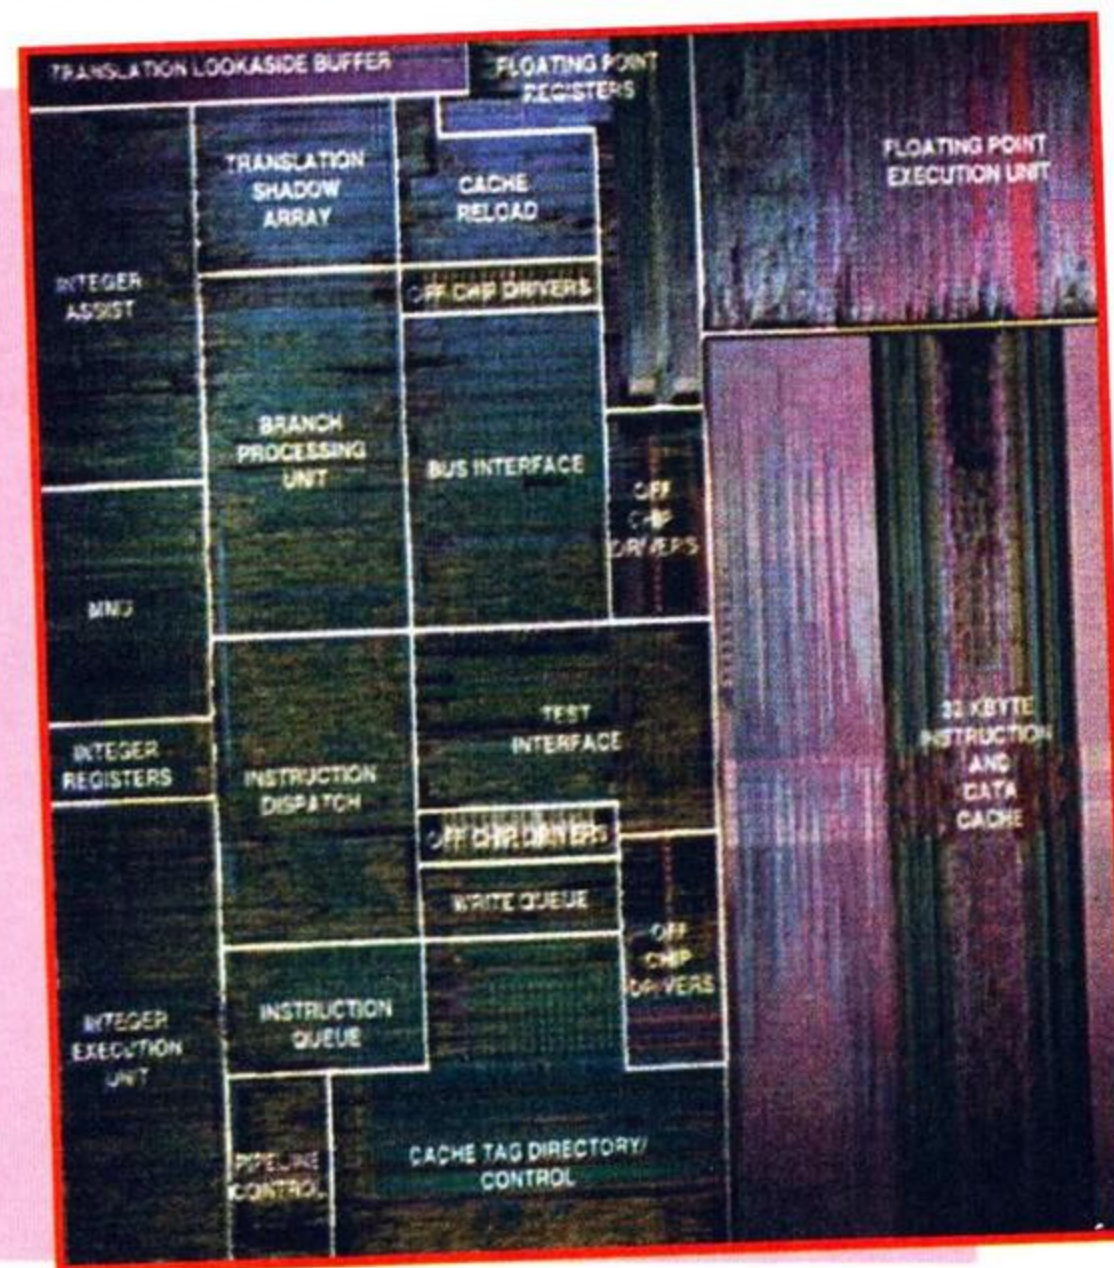 TRANSLATION LOOKASIDE BUFFER
FLOATING POINT
REGISTERS
FLOATING POINT
EXECUTION UNIT
TRANSLATION
SHADOW
ARRAY
CACHE
RELOAD
INTEGER
ASSIST
OFF CHIP DRIVERS
BRANCH
PROCESSING
UNIT
BUS INTERFACE
OFF
CHIP
DRIVERS
MMU
INTEGER
REGISTERS
INSTRUCTION
DISPATCH
TEST
INTERFACE
32 KBYTE
INSTRUCTION
AND
DATA
CACHE
OFF CHIP DRIVERS
WRITE QUEUE
OFF
CHIP
DRIVERS
INTEGER
EXECUTION
UNIT
INSTRUCTION
QUEUE
PIPELINE
CONTROL
CACHE TAG DIRECTORY/
CONTROL